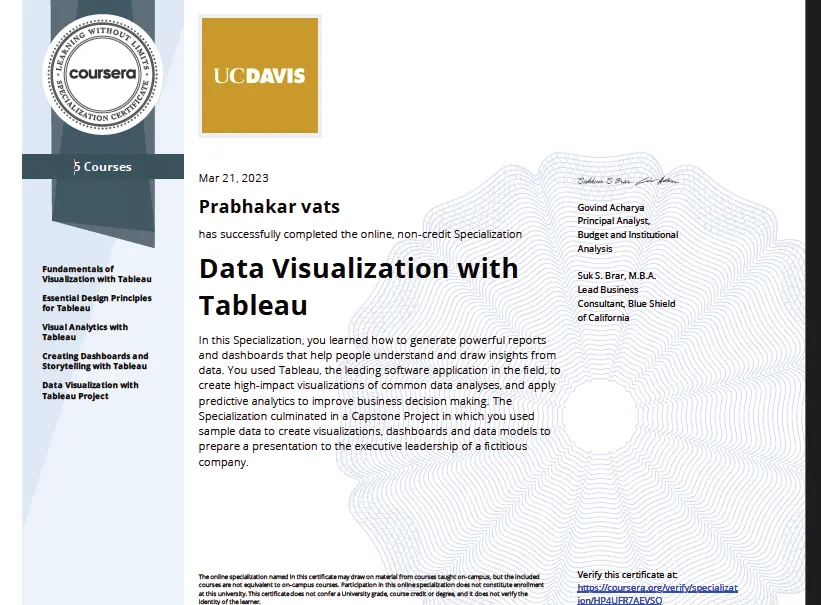 LEARNING WITHOUT LIMITS
coursera
SPECIALIZATION CERTIFICATE
UCDAVIS
5 Courses
Fundamentals of
Visualization with Tableau
Essential Design Principles
for Tableau
Visual Analytics with
Tableau
Creating Dashboards and
Storytelling with Tableau
Data Visualization with
Tableau Project
Mar 21, 2023
Prabhakar vats
has successfully completed the online, non-credit Specialization
Data Visualization with
Tableau
In this Specialization, you learned how to generate powerful reports
and dashboards that help people understand and draw insights from
data. You used Tableau, the leading software application in the field, to
create high-impact visualizations of common data analyses, and apply
predictive analytics to improve business decision making. The
Specialization culminated in a Capstone Project in which you used
sample data to create visualizations, dashboards and data models to
prepare a presentation to the executive leadership of a fictitious
company.
Govind Acharya
Principal Analyst,
Budget and Institutional
Analysis
Suk S. Brar, M.B.A.
Lead Business
Consultant, Blue Shield
of California
The online specialization named in this certificate may draw on material from courses taught on-campus, but the included
courses are not equivalent to on-campus courses. Participation in this online specialization does not constitute enrollment
at this university. This certificate does not confer a University grade, course credit or degree, and it does not verify the
identity of the learner.
Verify this certificate at:
https://coursera.org/verify/specializat
ion/HP4UFR7AEVSQ